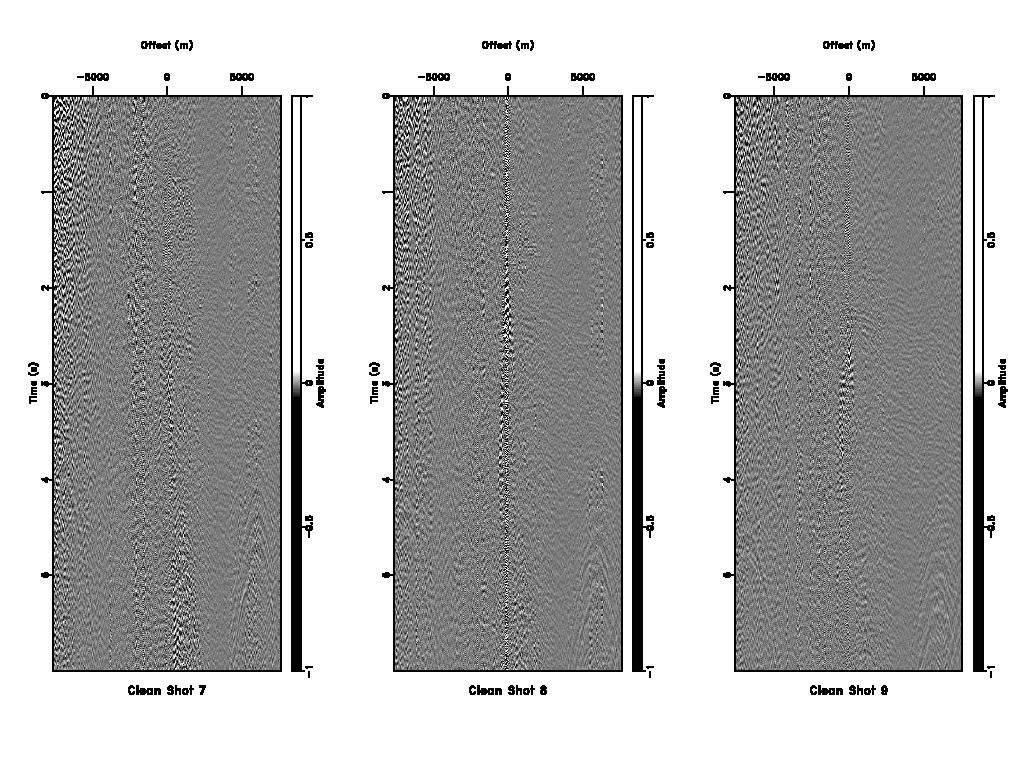 Offset (m) Offset (m) Offset (m)
−5000 0 5000 −5000 0 5000 −5000 0 5000
0 1 0 1 0 1
1 1 1
0.5 0.5 0.5
2 2 2
Time (s) 3 0 Amplitude Time (s) 3 0 Amplitude Time (s) 3 0 Amplitude
4 4 4
−0.5 −0.5 −0.5
5 5 5
−1 −1 −1
Clean Shot 7 Clean Shot 8 Clean Shot 9